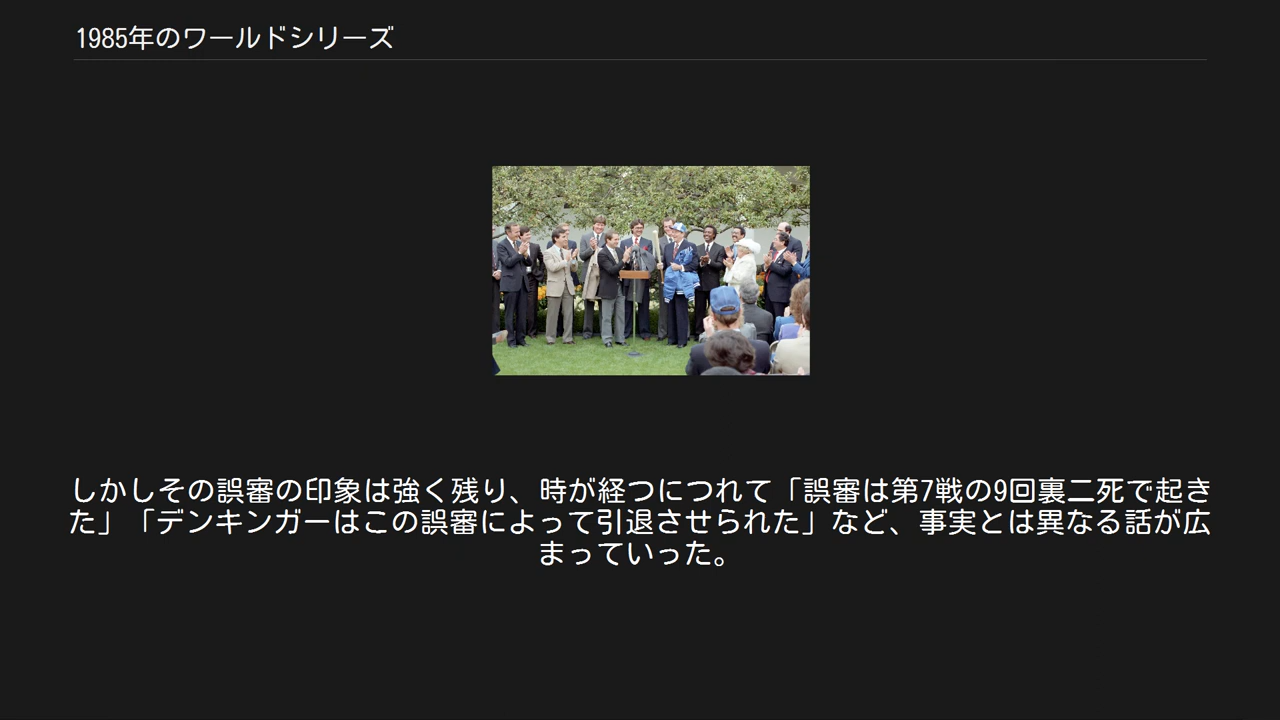 1985年のワールドシリーズ
しかしその誤審の印象は強く残り、時が経つにつれて「誤審は第7戦の9回裏二死で起き
た」「デンキンガーはこの誤審によって引退させられた」など、事実とは異なる話が広
まっていった。